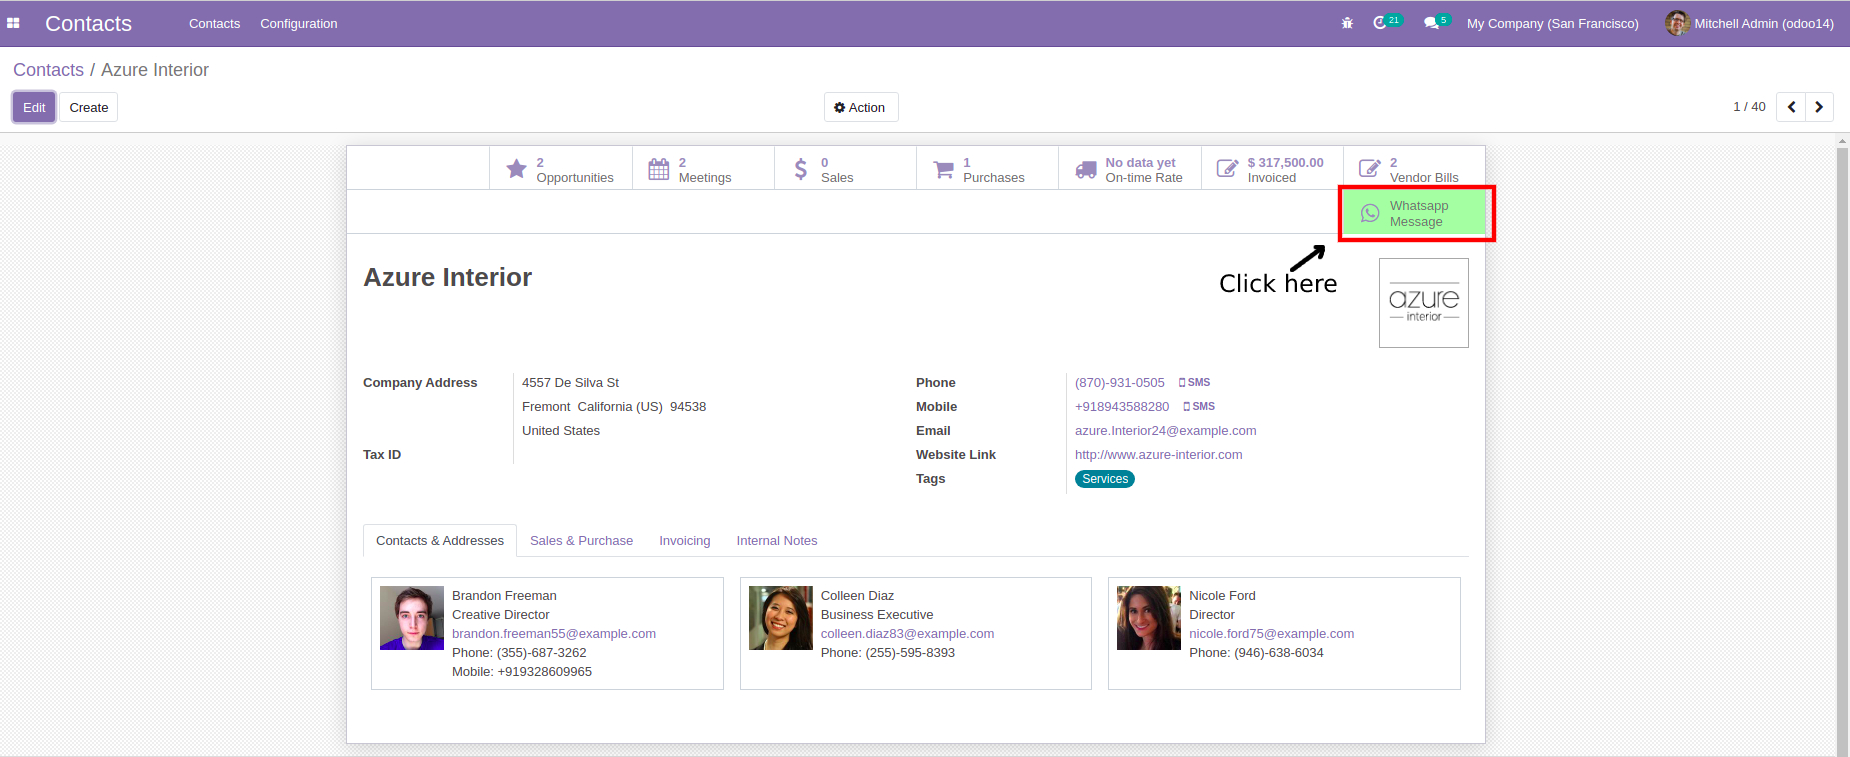 Contacts Contacts Configuration 21 5 My Company (San Francisco) Mitchell Admin (odoo14)
Contacts / Azure Interior
Edit Create Action 1 / 40
2 Opportunities
2 Meetings
0 Sales
1 Purchases
No data yet On-time Rate
$ 317,500.00 Invoiced
2 Vendor Bills
Whatsapp
Message
Click here
Azure Interior
azure
interior
Company Address 4557 De Silva St
Fremont California (US) 94538
United States
Tax ID
Phone (870)-931-0505 SMS
Mobile +918943588280 SMS
Email azure.Interior24@example.com
Website Link http://www.azure-interior.com
Tags Services
Contacts & Addresses Sales & Purchase Invoicing Internal Notes
Brandon Freeman
Creative Director
brandon.freeman55@example.com
Phone: (355)-687-3262
Mobile: +919328609965
Colleen Diaz
Business Executive
colleen.diaz83@example.com
Phone: (255)-595-8393
Nicole Ford
Director
nicole.ford75@example.com
Phone: (946)-638-6034